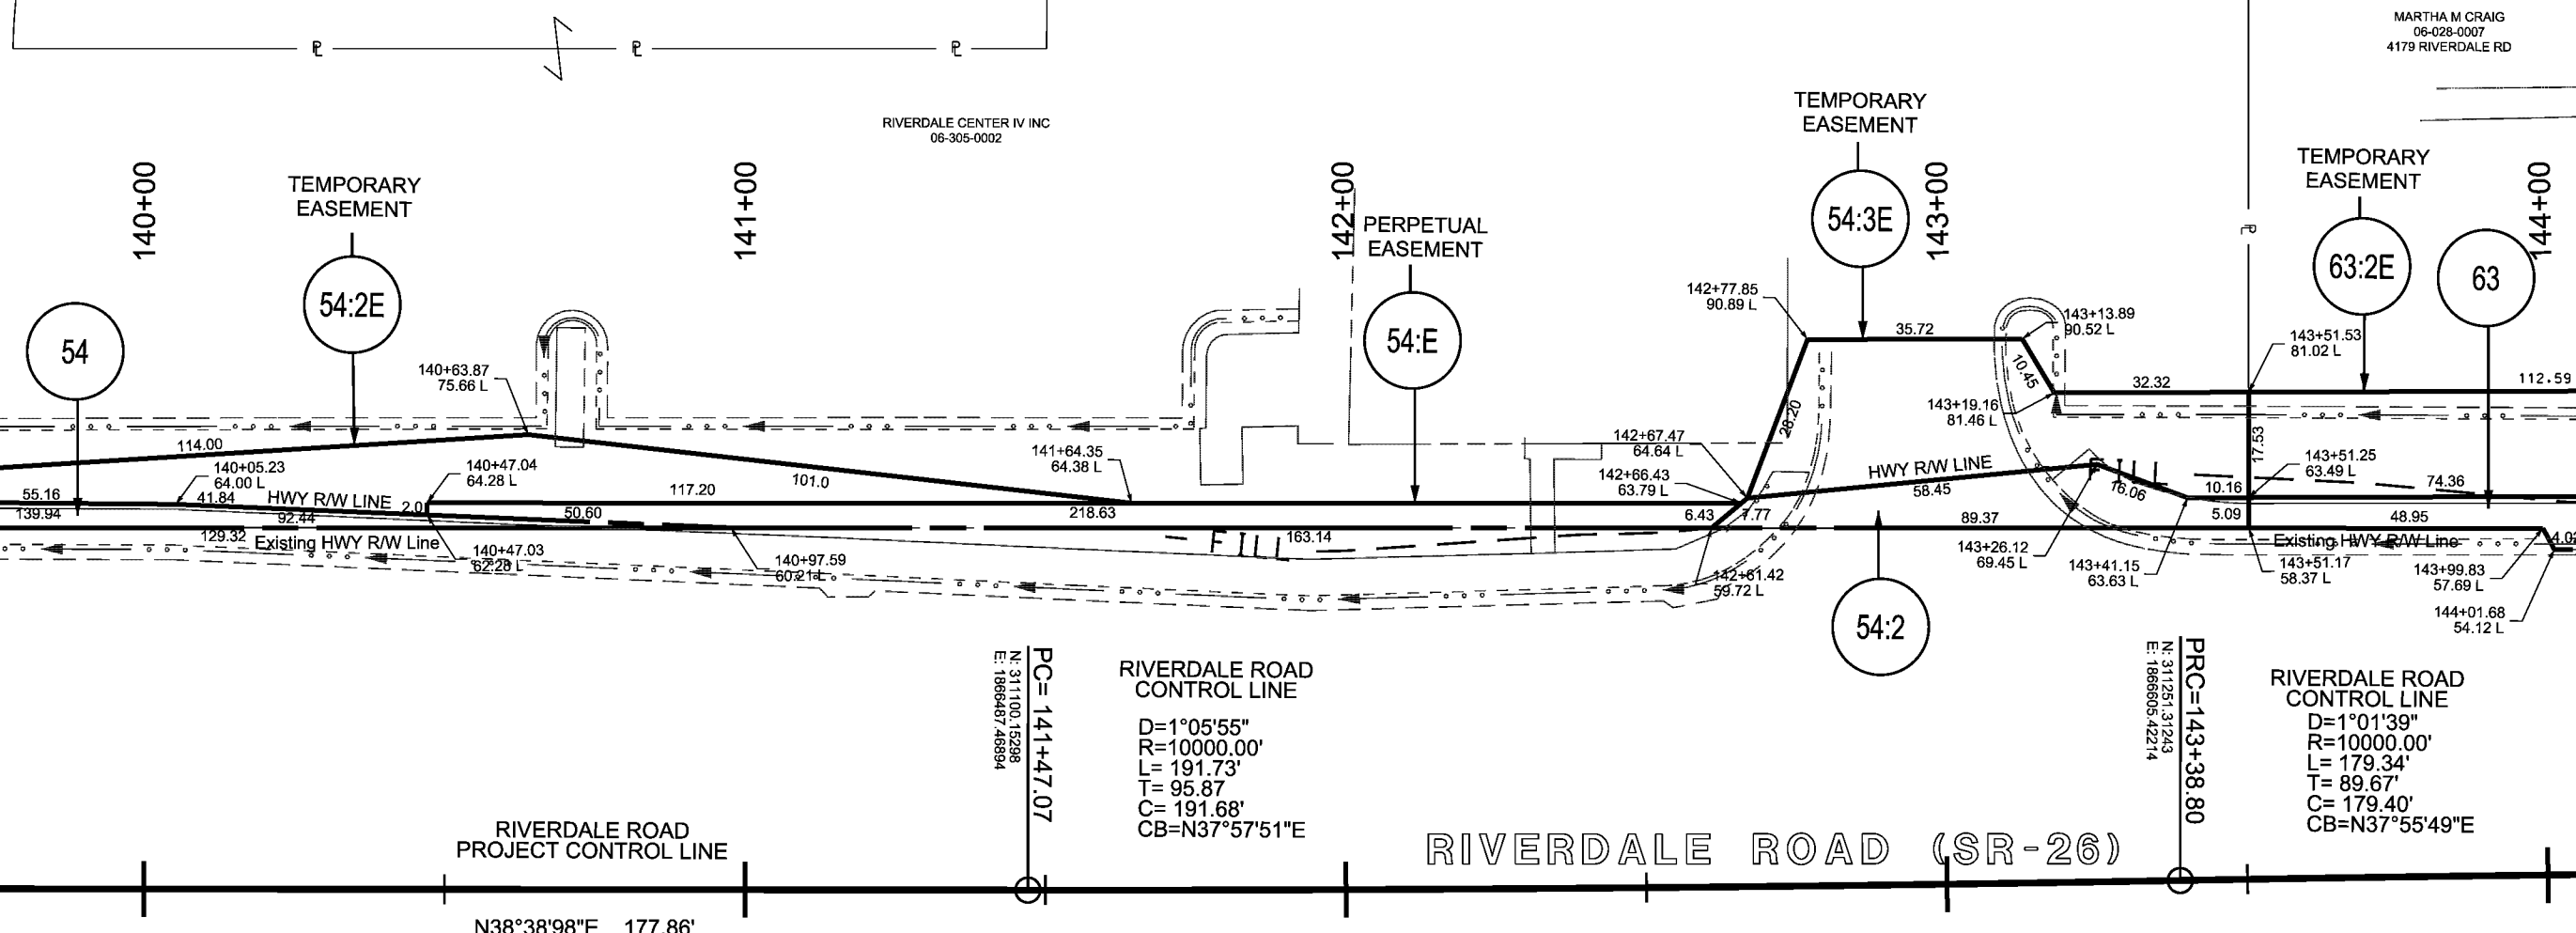 MARTHA M CRAIG
06-028-0007
4179 RIVERDALE RD
PL
PL
PL
RIVERDALE CENTER IV INC
06-305-0002
TEMPORARY
EASEMENT
54:3E
TEMPORARY
EASEMENT
63:2E
63
TEMPORARY
EASEMENT
54:2E
54
PERPETUAL
EASEMENT
54:E
140+00
141+00
142+00
143+00
144+00
PL
142+77.85
90.89 L
35.72
143+13.89
90.52 L
10.45
143+51.53
81.02 L
32.32
112.59
140+63.87
75.66 L
28.20
143+19.16
81.46 L
17.53
114.00
140+05.23
64.00 L
140+47.04
64.28 L
141+64.35
64.38 L
142+67.47
64.64 L
142+66.43
63.79 L
HWY R/W LINE
58.45
FILL
16.06
143+51.25
63.49 L
10.16
74.36
55.16
41.84
HWY R/W LINE
2.0
117.20
101.0
139.94
92.44
50.60
218.63
6.43
7.77
89.37
5.09
48.95
129.32
Existing HWY R/W Line
140+47.03
62.28 L
140+97.59
60.21 L
FILL
163.14
142+61.42
59.72 L
143+26.12
69.45 L
143+41.15
63.63 L
Existing HWY R/W Line
143+51.17
58.37 L
143+99.83
57.69 L
144+01.68
54.12 L
54:2
PC= 141+47.07
N: 311100.15298
E: 1866487.46894
RIVERDALE ROAD
CONTROL LINE
D=1°05'55"
R=10000.00'
L= 191.73'
T= 95.87
C= 191.68'
CB=N37°57'51"E
PRC=143+38.80
N: 311251.31243
E: 1866605.42214
RIVERDALE ROAD
CONTROL LINE
D=1°01'39"
R=10000.00'
L= 179.34'
T= 89.67'
C= 179.40'
CB=N37°55'49"E
RIVERDALE ROAD
PROJECT CONTROL LINE
RIVERDALE ROAD (SR-26)
N38°38'98"E 177.86'